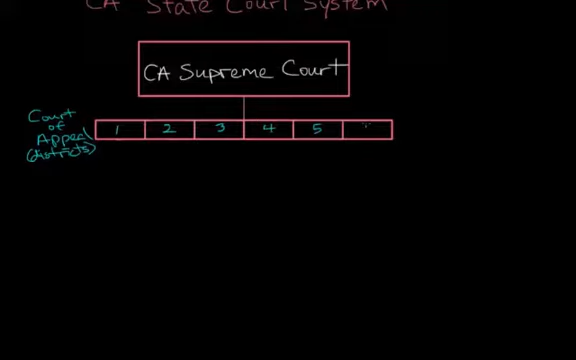 CA State Court System
CA Supreme Court
Court
of
Appeal
(districts)
1 2 3 4 5